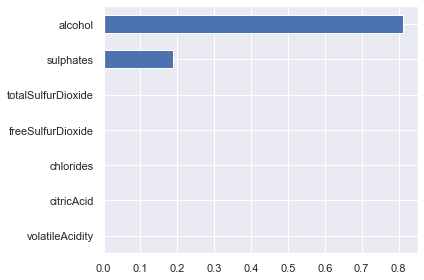 alcohol
sulphates
totalSulfurDioxide
freeSulfurDioxide
chlorides
citricAcid
volatileAcidity
0.0 0.1 0.2 0.3 0.4 0.5 0.6 0.7 0.8